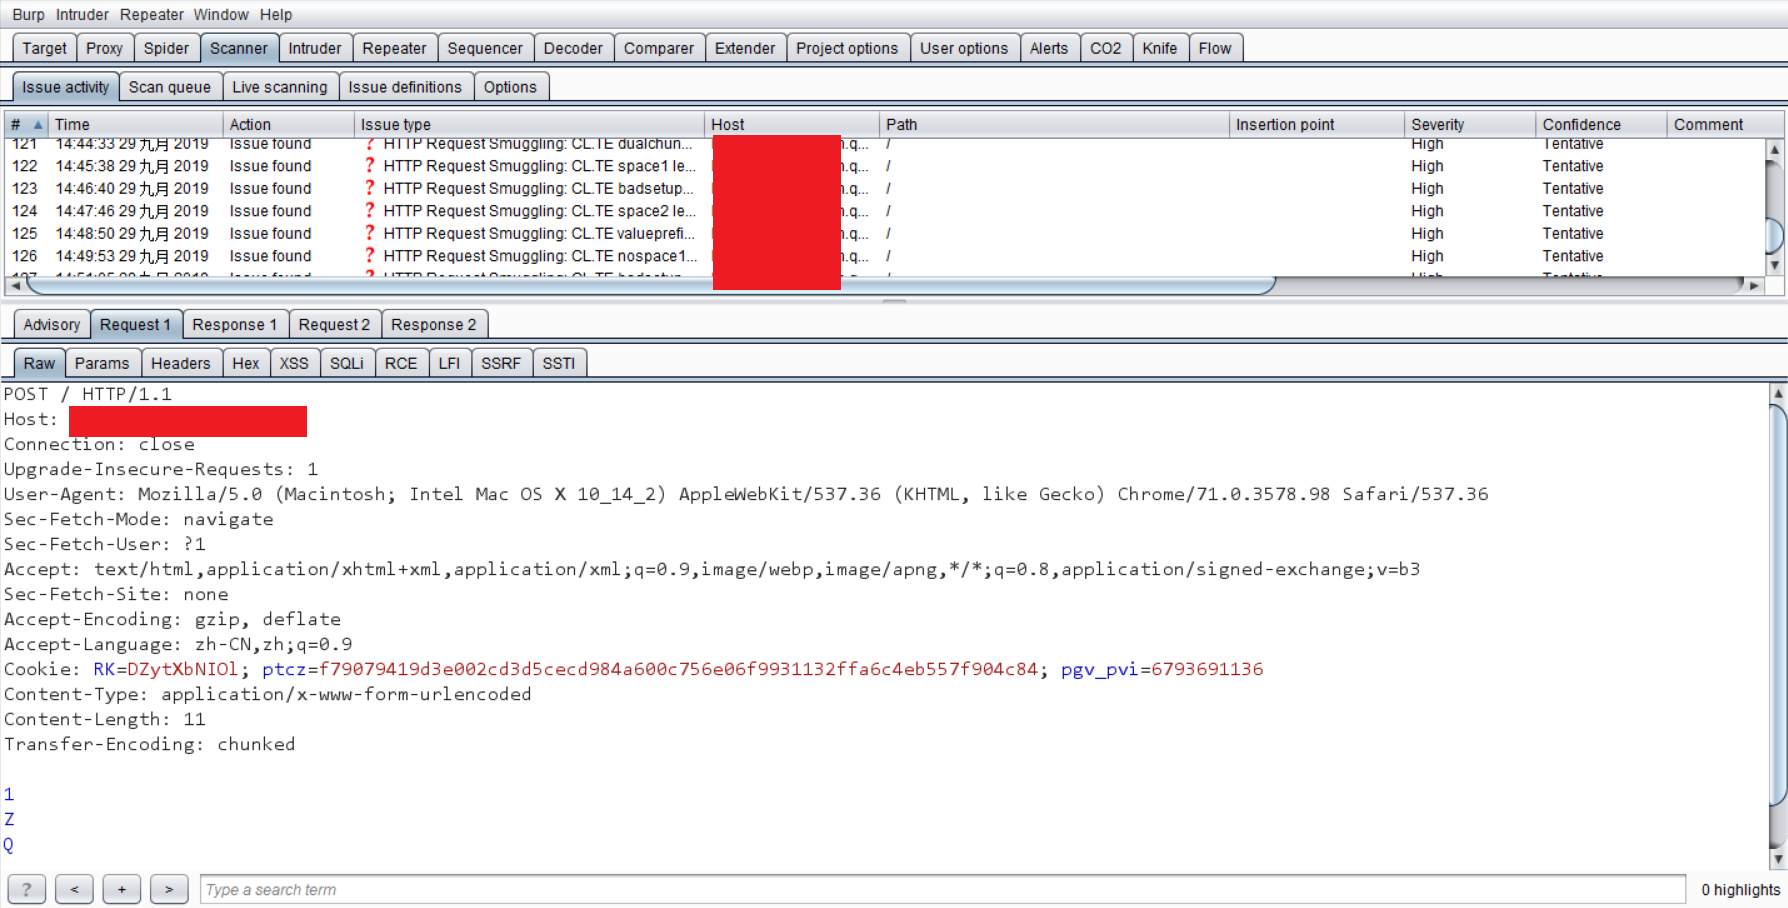 Burp Intruder Repeater Window Help
Target Proxy Spider Scanner Intruder Repeater Sequencer Decoder Comparer Extender Project options User options Alerts CO2 Knife Flow
Issue activity Scan queue Live scanning Issue definitions Options
# Time Action Issue type Host Path Insertion point Severity Confidence Comment
121 14:44:33 29 九月 2019 Issue found ? HTTP Request Smuggling: CL.TE dualchun... .q... / High Tentative
122 14:45:38 29 九月 2019 Issue found ? HTTP Request Smuggling: CL.TE space1 le... .q... / High Tentative
123 14:46:40 29 九月 2019 Issue found ? HTTP Request Smuggling: CL.TE badsetup... .q... / High Tentative
124 14:47:46 29 九月 2019 Issue found ? HTTP Request Smuggling: CL.TE space2 le... .q... / High Tentative
125 14:48:50 29 九月 2019 Issue found ? HTTP Request Smuggling: CL.TE valueprefi... .q... / High Tentative
126 14:49:53 29 九月 2019 Issue found ? HTTP Request Smuggling: CL.TE nospace1... .q... / High Tentative
Advisory Request 1 Response 1 Request 2 Response 2
Raw Params Headers Hex XSS SQLi RCE LFI SSRF SSTI
POST / HTTP/1.1
Host:
Connection: close
Upgrade-Insecure-Requests: 1
User-Agent: Mozilla/5.0 (Macintosh; Intel Mac OS X 10_14_2) AppleWebKit/537.36 (KHTML, like Gecko) Chrome/71.0.3578.98 Safari/537.36
Sec-Fetch-Mode: navigate
Sec-Fetch-User: ?1
Accept: text/html,application/xhtml+xml,application/xml;q=0.9,image/webp,image/apng,*/*;q=0.8,application/signed-exchange;v=b3
Sec-Fetch-Site: none
Accept-Encoding: gzip, deflate
Accept-Language: zh-CN,zh;q=0.9
Cookie: RK=DZytXbNIOl; ptcz=f79079419d3e002cd3d5cecd984a600c756e06f9931132ffa6c4eb557f904c84; pgv_pvi=6793691136
Content-Type: application/x-www-form-urlencoded
Content-Length: 11
Transfer-Encoding: chunked
1
Z
Q
? < + > Type a search term 0 highlights